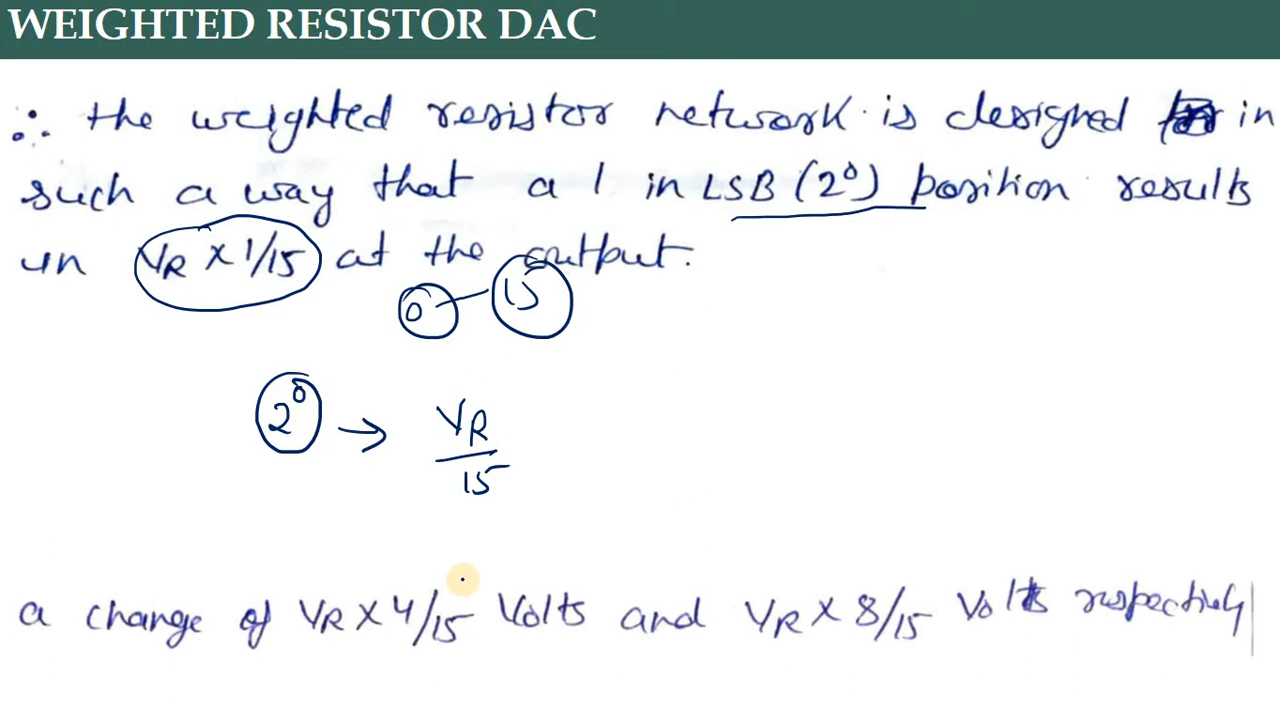 WEIGHTED RESISTOR DAC
∴ the weighted resistor network is designed in
such a way that a 1 in LSB (2⁰) position results
in VR X 1/15 at the output.
0 - 15
2⁰ → VR
15
a change of VR X 4/15 Volts and VR X 8/15 Volts respectively